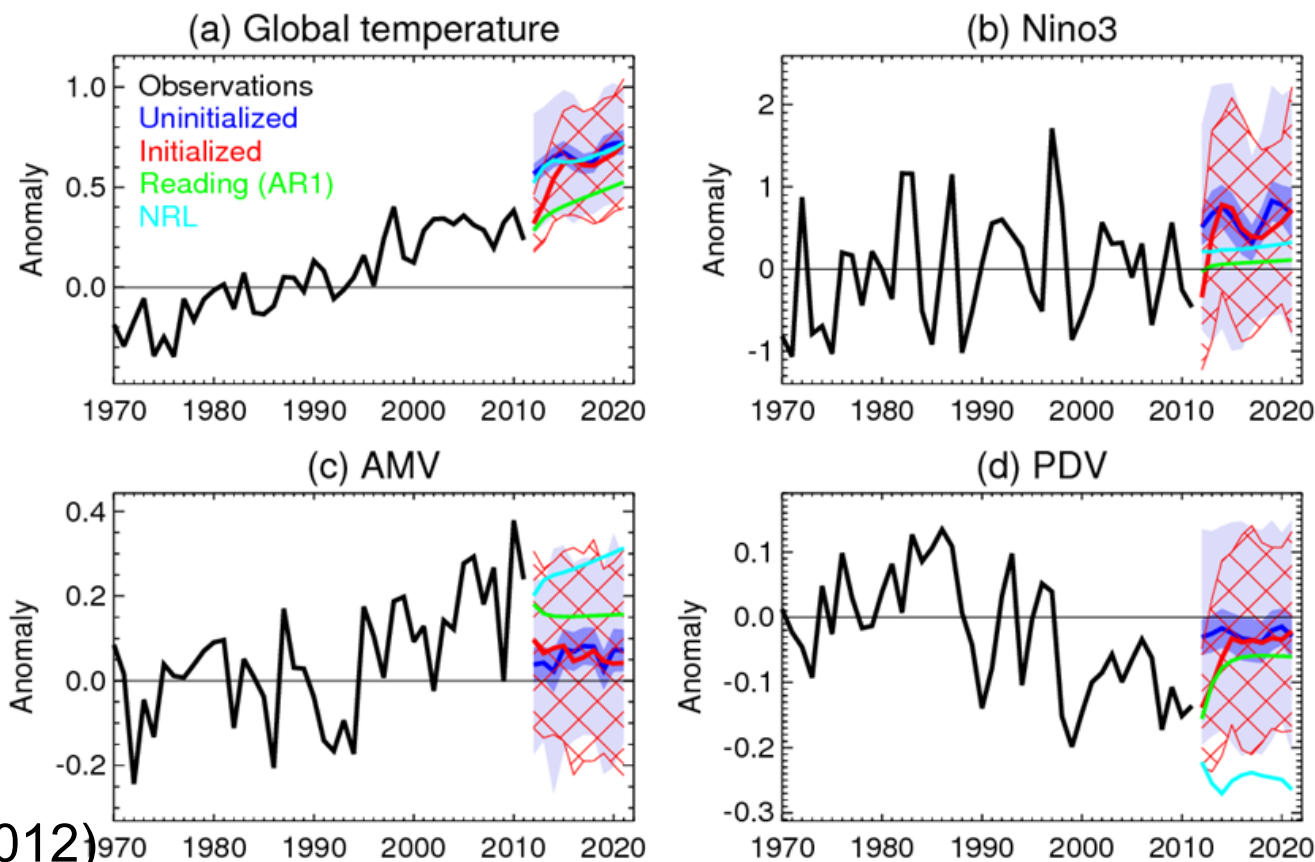 (a) Global temperature
1.0
0.5
0.0
Anomaly
Observations
Uninitialized
Initialized
Reading (AR1)
NRL
1970 1980 1990 2000 2010 2020
(b) Nino3
2
1
0
-1
Anomaly
1970 1980 1990 2000 2010 2020
(c) AMV
0.4
0.2
0.0
-0.2
Anomaly
012)
970 1980 1990 2000 2010 2020
(d) PDV
0.1
0.0
-0.1
-0.2
-0.3
Anomaly
1970 1980 1990 2000 2010 2020